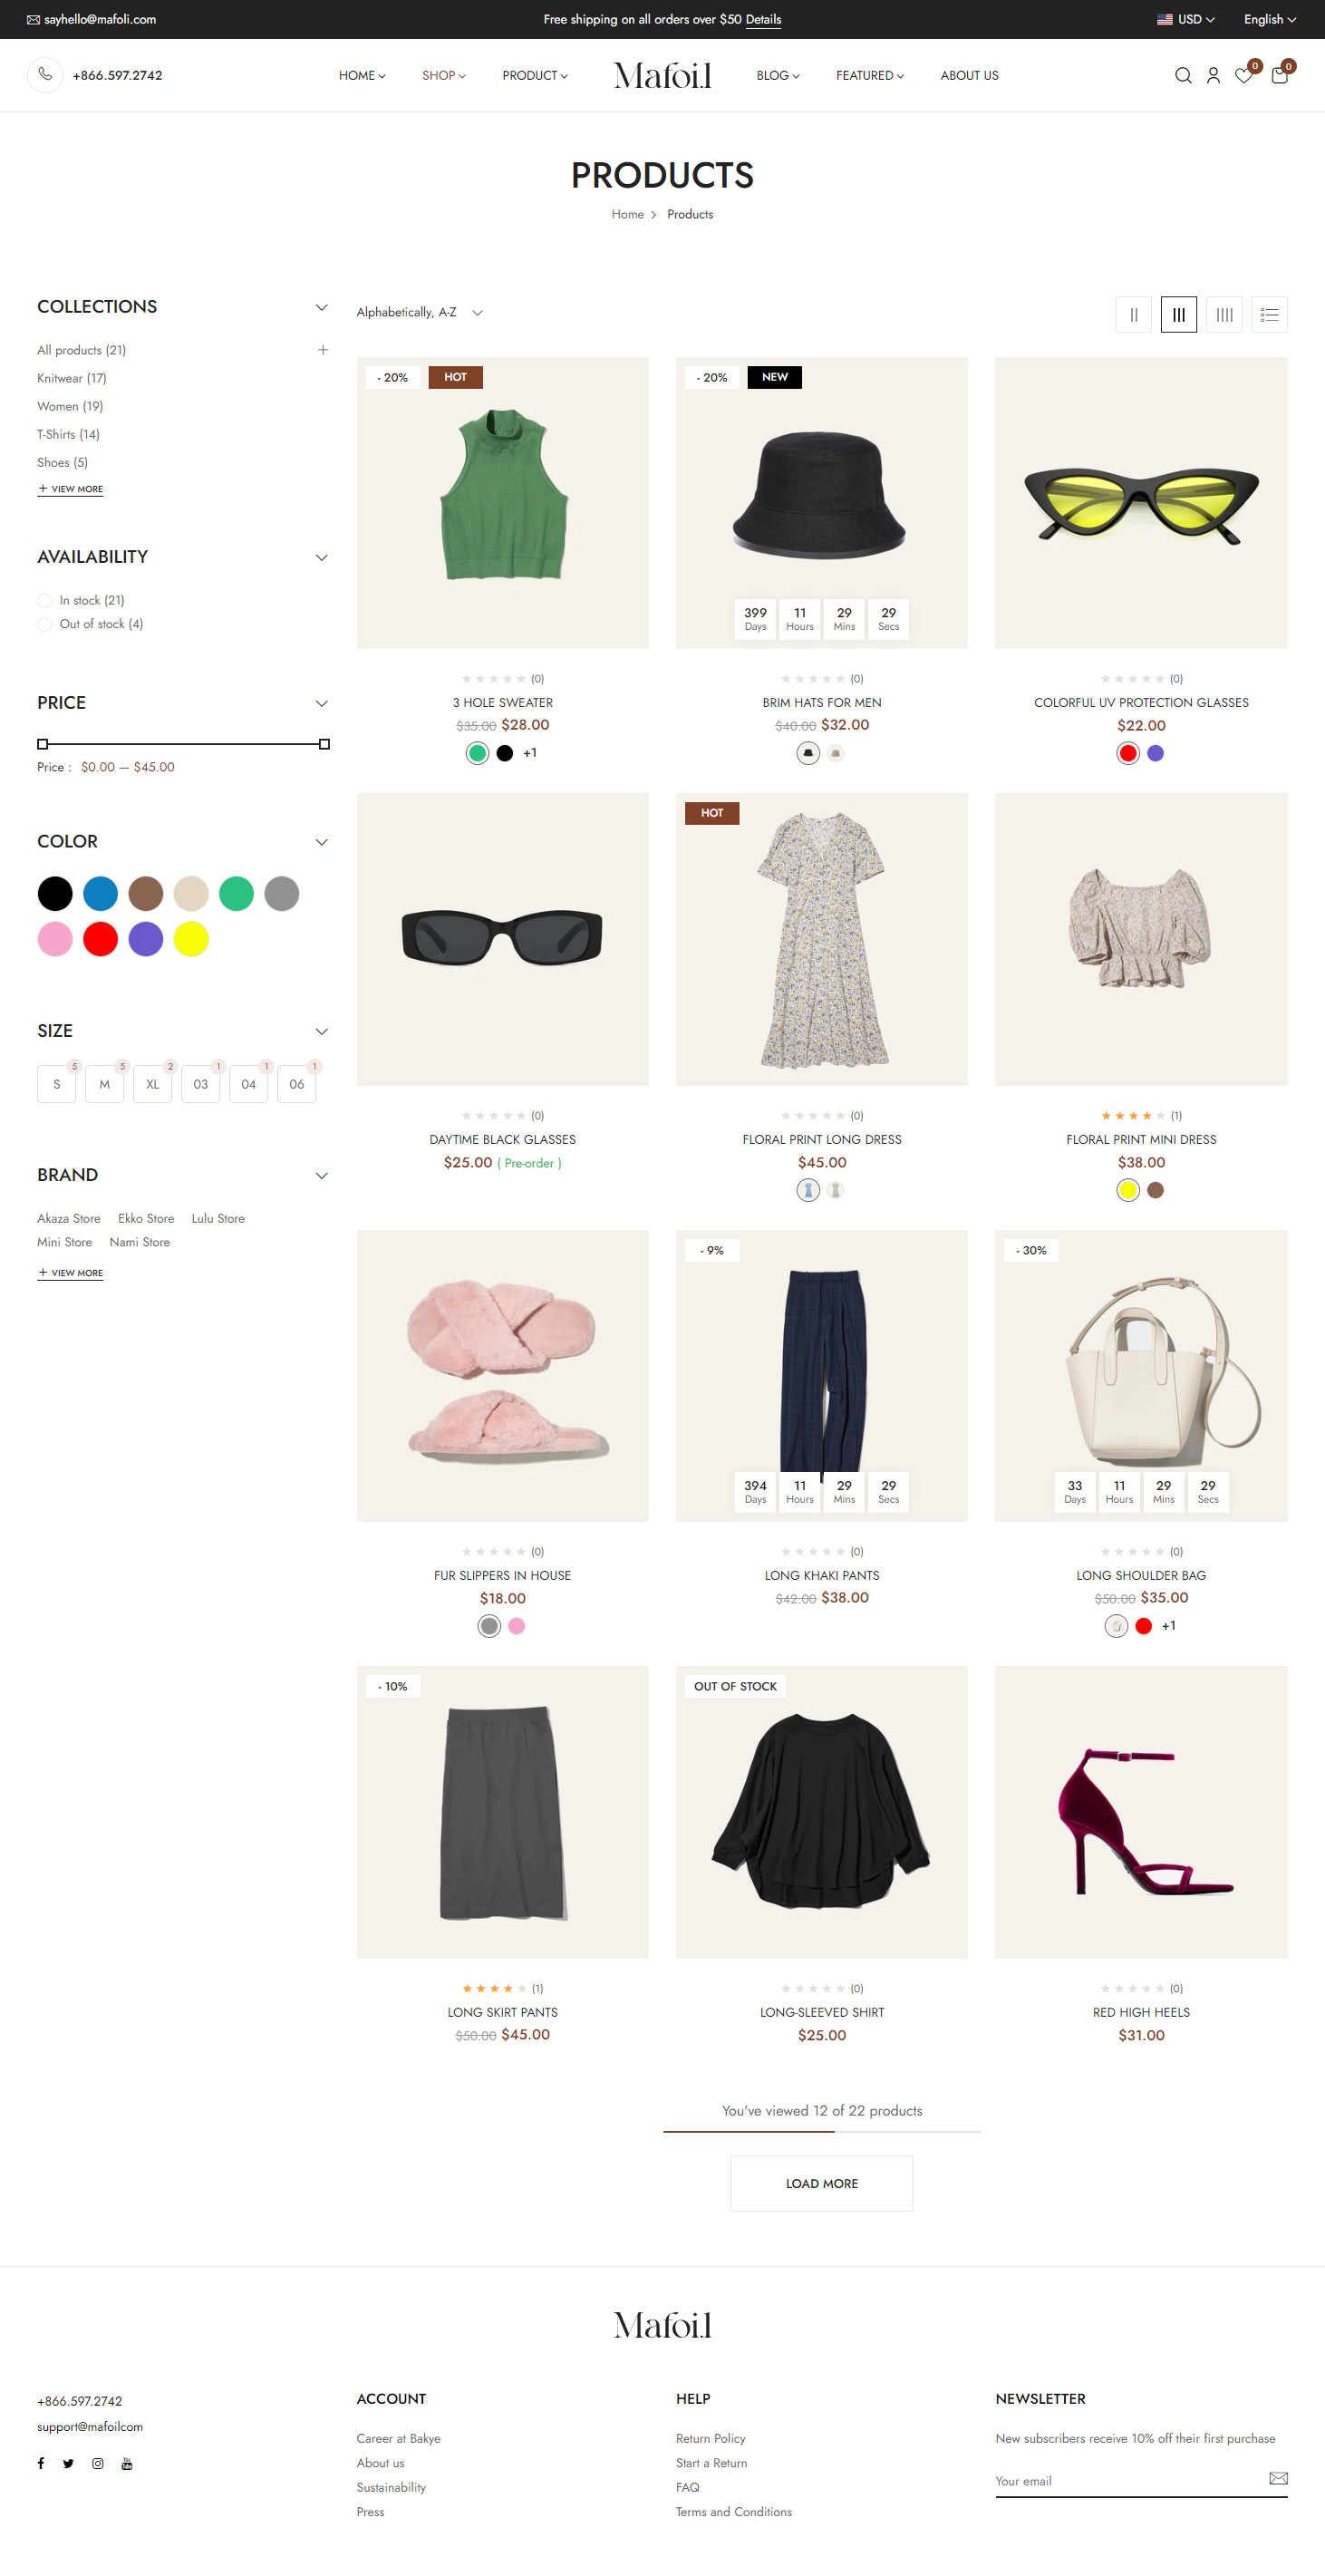 sayhello@mafoli.com
Free shipping on all orders over $50 Details
USD
English
+866.597.2742
HOME
SHOP
PRODUCT
Mafoi.l
BLOG
FEATURED
ABOUT US
0
0
PRODUCTS
Home > Products
COLLECTIONS
All products (21) +
Knitwear (17)
Women (19)
T-Shirts (14)
Shoes (5)
+ VIEW MORE
AVAILABILITY
In stock (21)
Out of stock (4)
PRICE
Price : $0.00 — $45.00
COLOR
SIZE
S 5
M 5
XL 2
03 1
04 1
06 1
BRAND
Akaza Store Ekko Store Lulu Store
Mini Store Nami Store
+ VIEW MORE
Alphabetically, A-Z
- 20% HOT
(0)
3 HOLE SWEATER
$35.00 $28.00
+1
- 20% NEW
399 11 29 29
Days Hours Mins Secs
(0)
BRIM HATS FOR MEN
$40.00 $32.00
(0)
COLORFUL UV PROTECTION GLASSES
$22.00
(0)
DAYTIME BLACK GLASSES
$25.00 ( Pre-order )
HOT
(0)
FLORAL PRINT LONG DRESS
$45.00
(1)
FLORAL PRINT MINI DRESS
$38.00
(0)
FUR SLIPPERS IN HOUSE
$18.00
- 9%
394 11 29 29
Days Hours Mins Secs
(0)
LONG KHAKI PANTS
$42.00 $38.00
- 30%
33 11 29 29
Days Hours Mins Secs
(0)
LONG SHOULDER BAG
$50.00 $35.00
+1
- 10%
(1)
LONG SKIRT PANTS
$50.00 $45.00
OUT OF STOCK
(0)
LONG-SLEEVED SHIRT
$25.00
(0)
RED HIGH HEELS
$31.00
You've viewed 12 of 22 products
LOAD MORE
Mafoi.l
+866.597.2742
support@mafoilcom
ACCOUNT
Career at Bakye
About us
Sustainability
Press
HELP
Return Policy
Start a Return
FAQ
Terms and Conditions
NEWSLETTER
New subscribers receive 10% off their first purchase
Your email